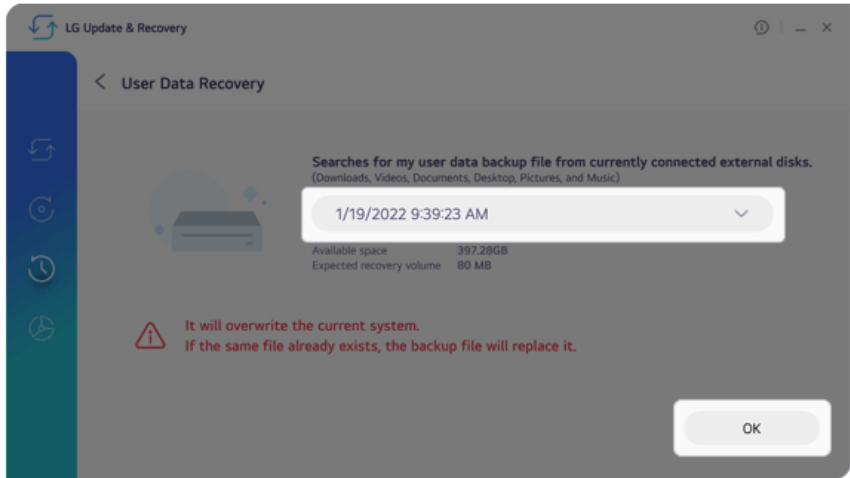 LG Update & Recovery
User Data Recovery
Searches for my user data backup file from currently connected external disks.
(Downloads, Videos, Documents, Desktop, Pictures, and Music)
1/19/2022 9:39:23 AM
Available space 397.28GB
Expected recovery volume 80 MB
It will overwrite the current system.
If the same file already exists, the backup file will replace it.
OK